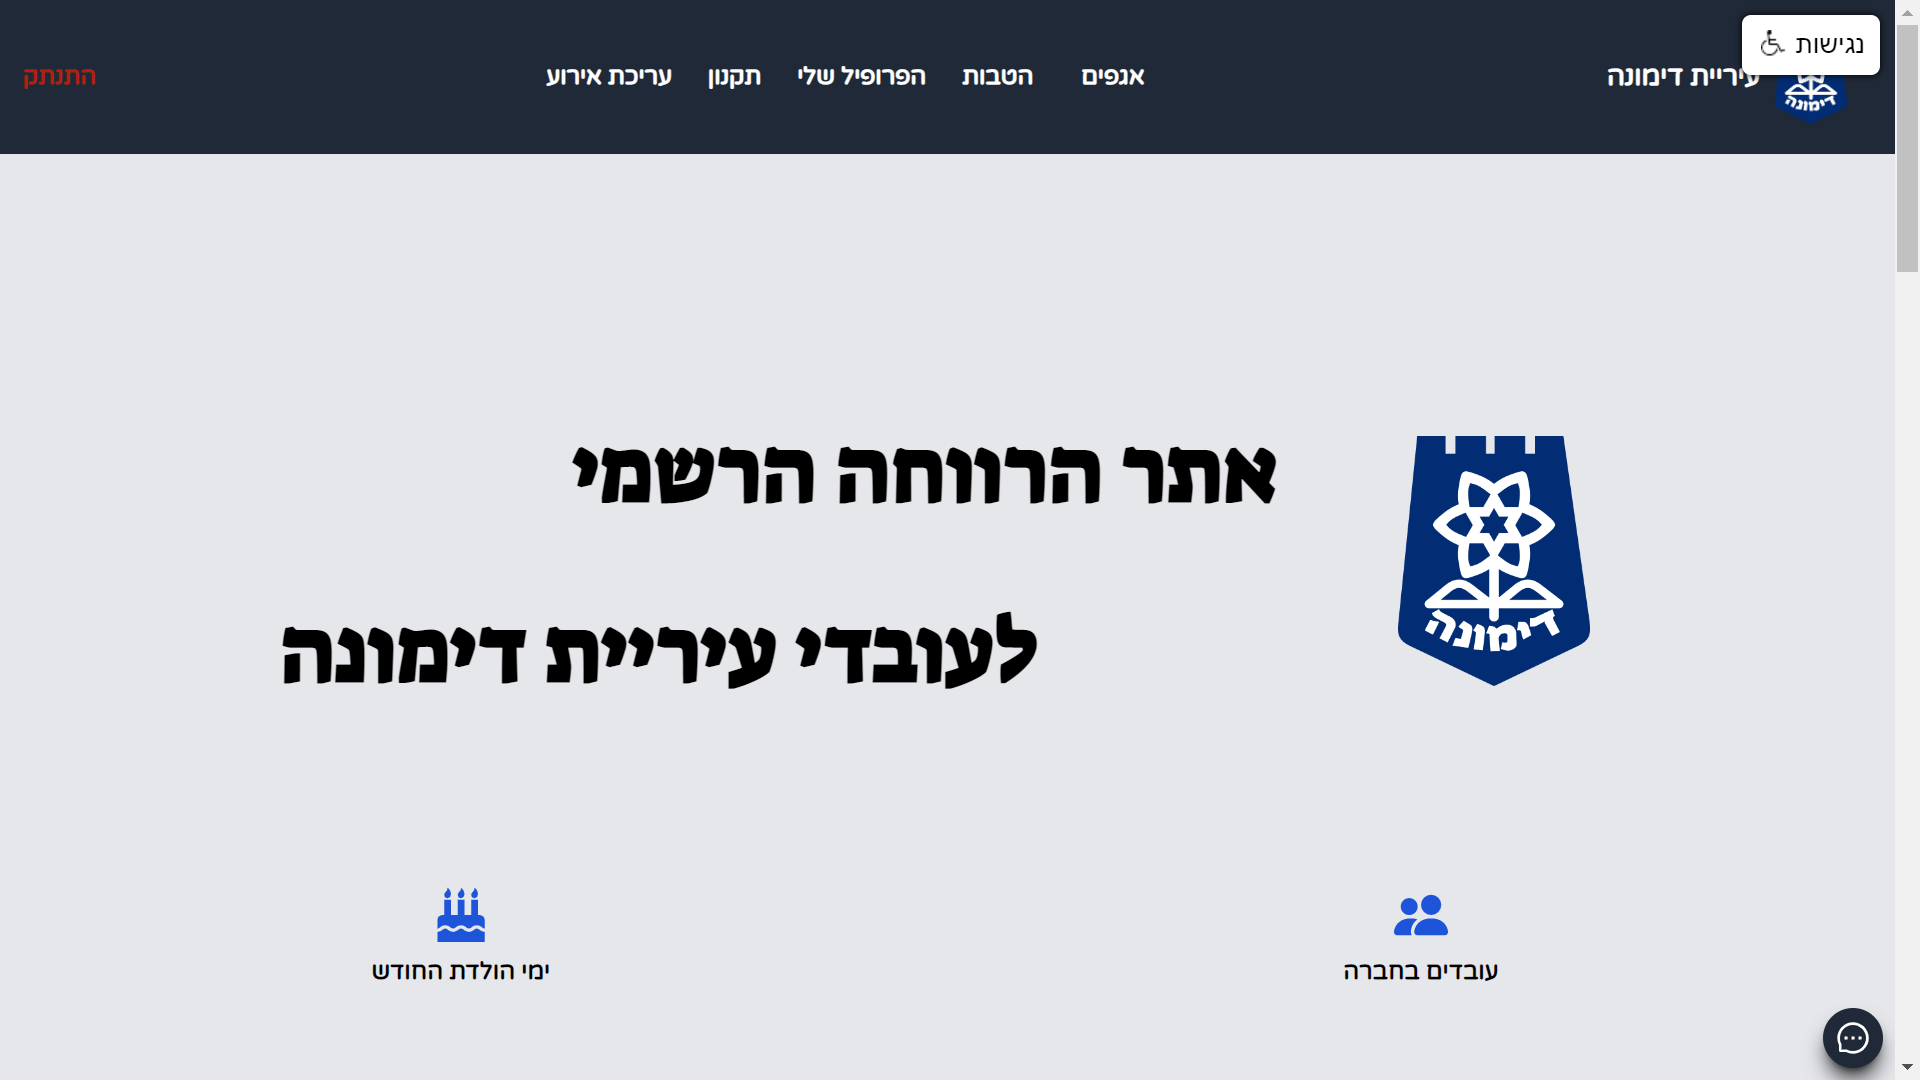 נגישות
עיריית דימונה
דימונה
אגפים
הטבות
הפרופיל שלי
תקנון
עריכת אירוע
התנתק
אתר הרווחה הרשמי
לעובדי עיריית דימונה
דימונה
עובדים בחברה
ימי הולדת החודש